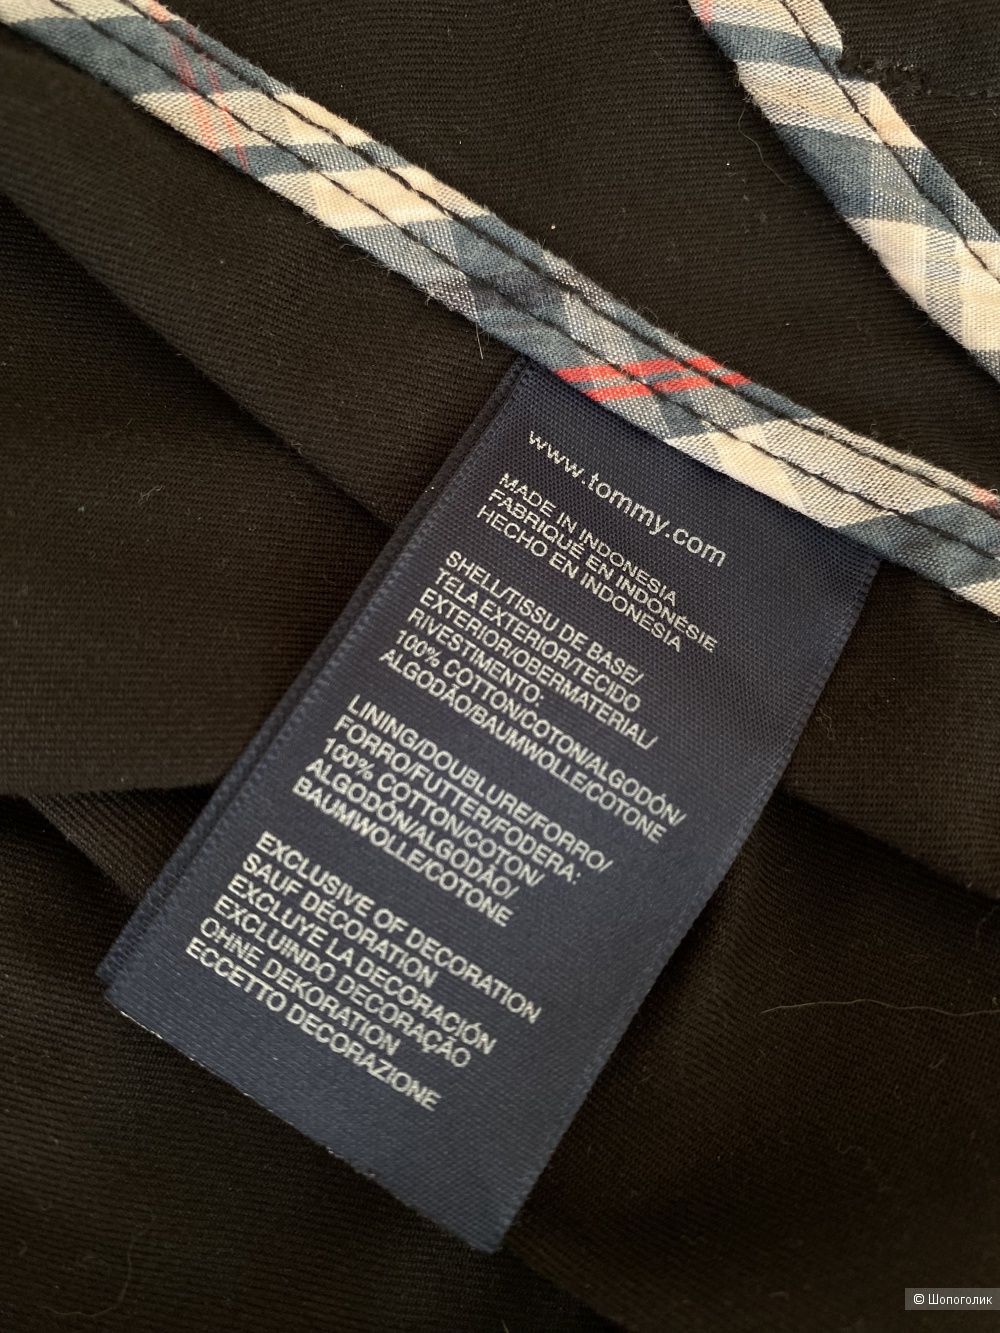 www.tommy.com
MADE IN INDONESIA
FABRIQUÉ EN INDONÉSIE
HECHO EN INDONESIA
SHELL/TISSU DE BASE/
TELA EXTERIOR/TECIDO
EXTERIOR/OBERMATERIAL/
RIVESTIMENTO:
100% COTTON/COTON/ALGODÓN/
ALGODÃO/BAUMWOLLE/COTONE
LINING/DOUBLURE/FORRO/
FORRO/FUTTER/FODERA:
100% COTTON/COTON/
ALGODÓN/ALGODÃO/
BAUMWOLLE/COTONE
EXCLUSIVE OF DECORATION
SAUF DÉCORATION
EXCLUYE LA DECORACIÓN
EXCLUINDO DECORAÇÃO
OHNE DEKORATION
ECCETTO DECORAZIONE
© Шопоголик